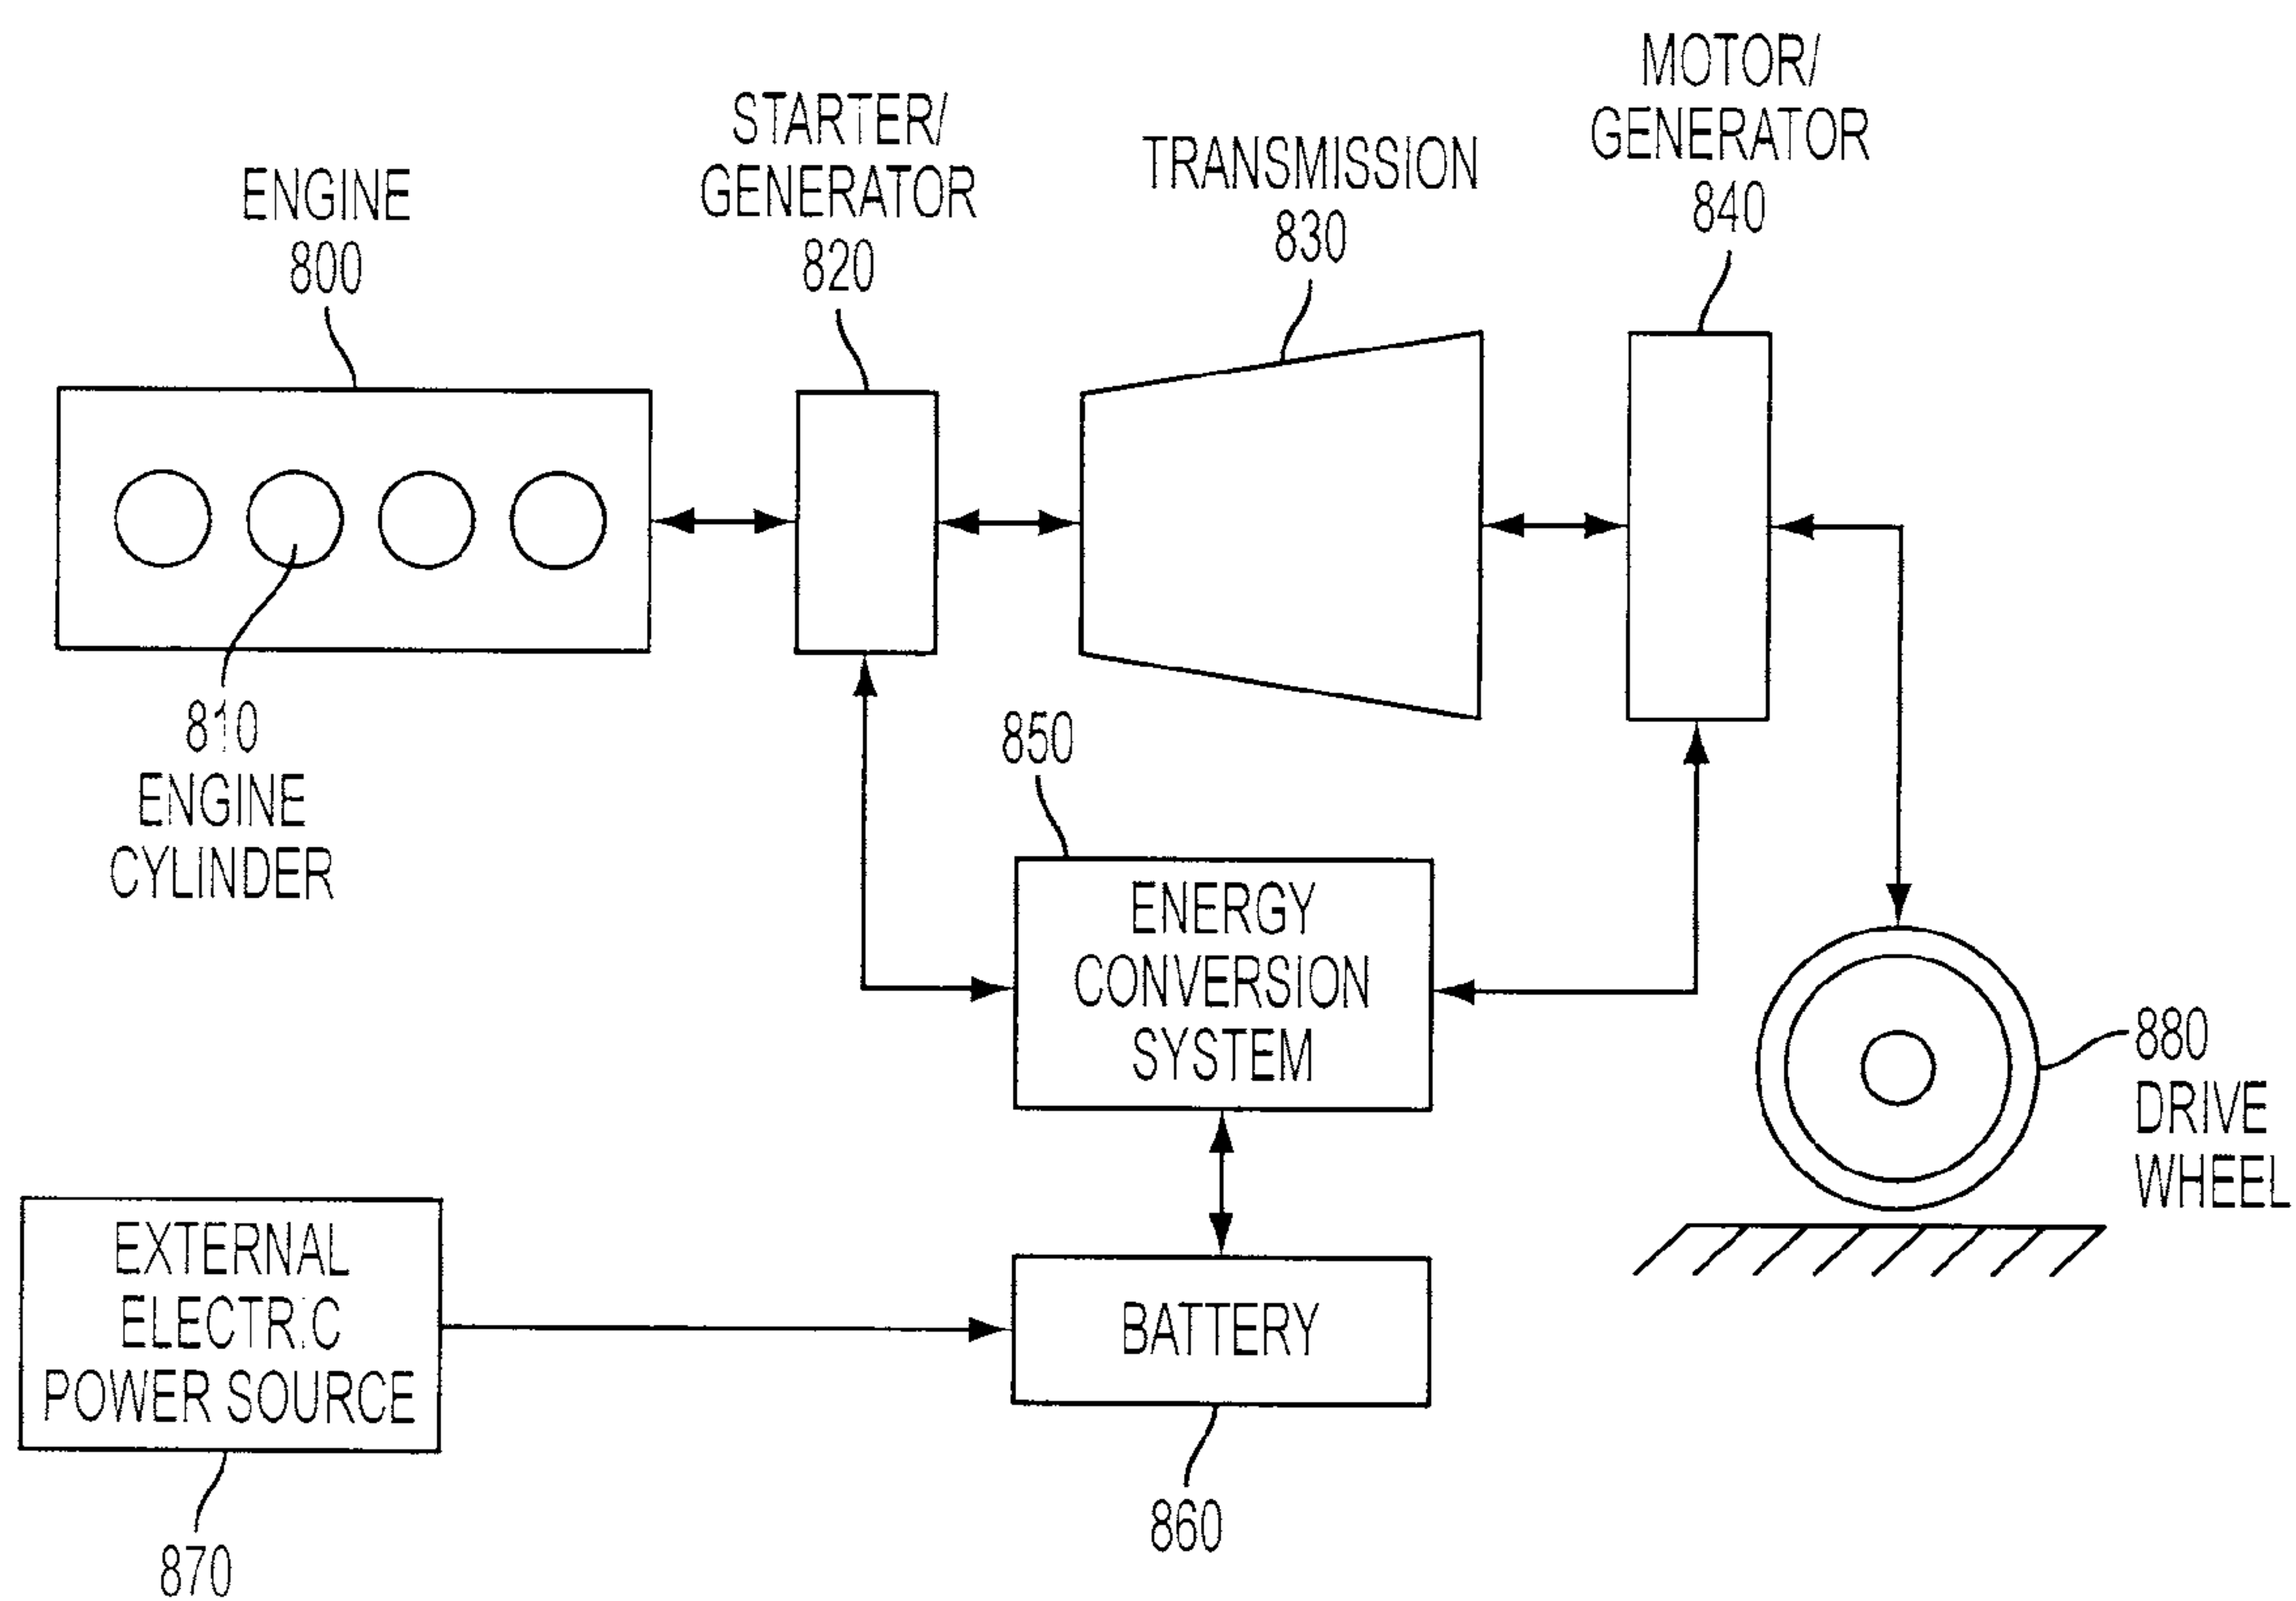 ENGINE
800
STARTER/
GENERATOR
820
TRANSMISSION
830
MOTOR/
GENERATOR
840
810
ENGINE
CYLINDER
850
ENERGY
CONVERSION
SYSTEM
880
DRIVE
WHEEL
EXTERNAL
ELECTRIC
POWER SOURCE
870
BATTERY
860